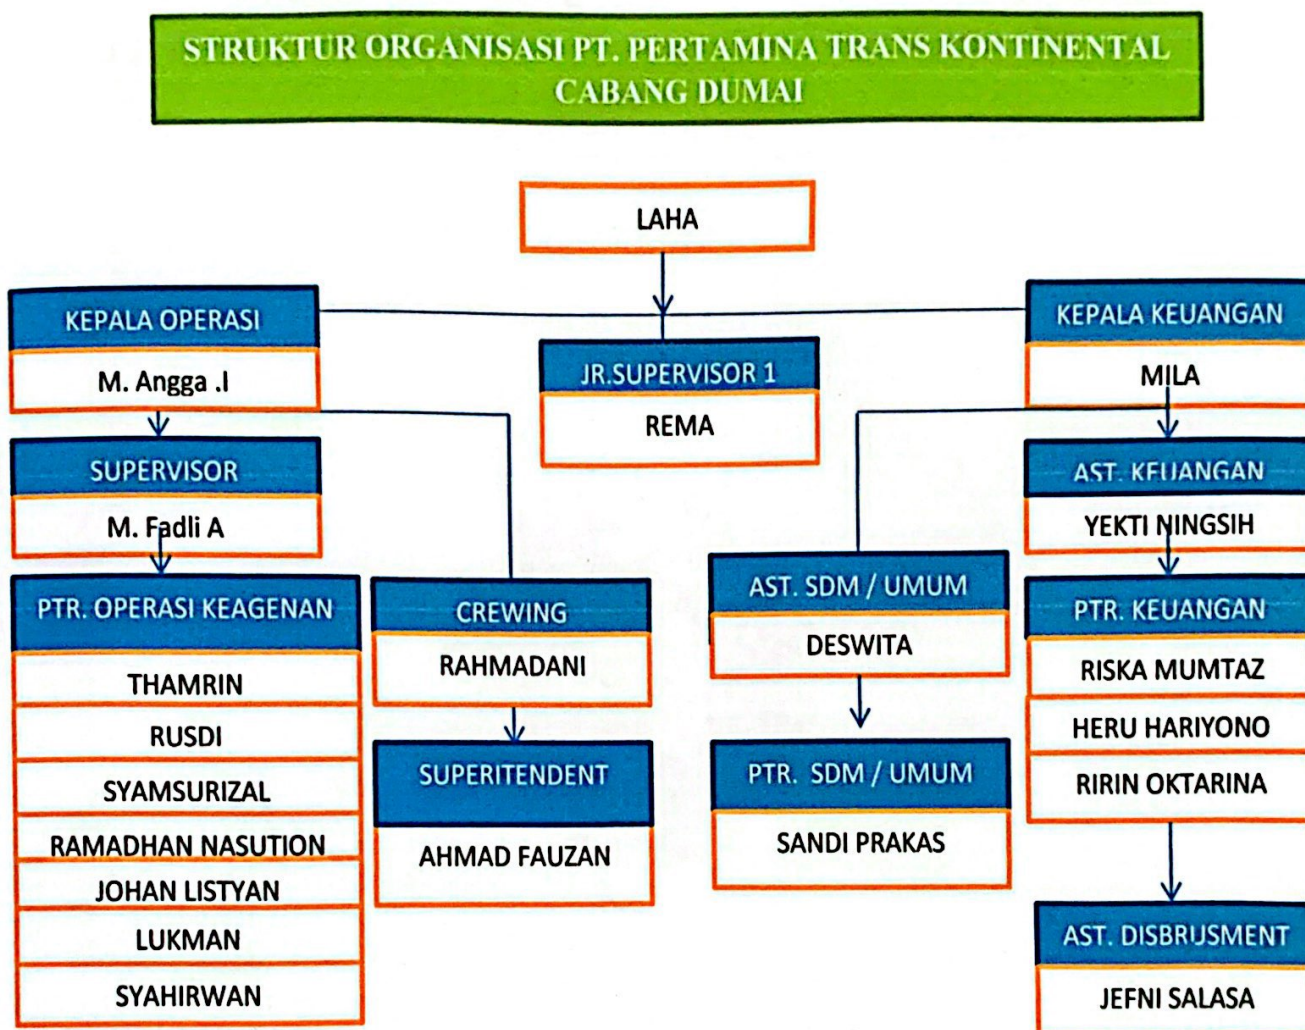 STRUKTUR ORGANISASI PT. PERTAMINA TRANS KONTINENTAL
CABANG DUMAI
LAHA
KEPALA OPERASI
M. Angga .I
JR.SUPERVISOR 1
REMA
KEPALA KEUANGAN
MILA
SUPERVISOR
M. Fadli A
AST. KEUANGAN
YEKTI NINGSIH
PTR. OPERASI KEAGENAN
THAMRIN
RUSDI
SYAMSURIZAL
RAMADHAN NASUTION
JOHAN LISTYAN
LUKMAN
SYAHIRWAN
CREWING
RAHMADANI
SUPERITENDENT
AHMAD FAUZAN
AST. SDM / UMUM
DESWITA
PTR. SDM / UMUM
SANDI PRAKAS
PTR. KEUANGAN
RISKA MUMTAZ
HERU HARIYONO
RIRIN OKTARINA
AST. DISBRUSMENT
JEFNI SALASA